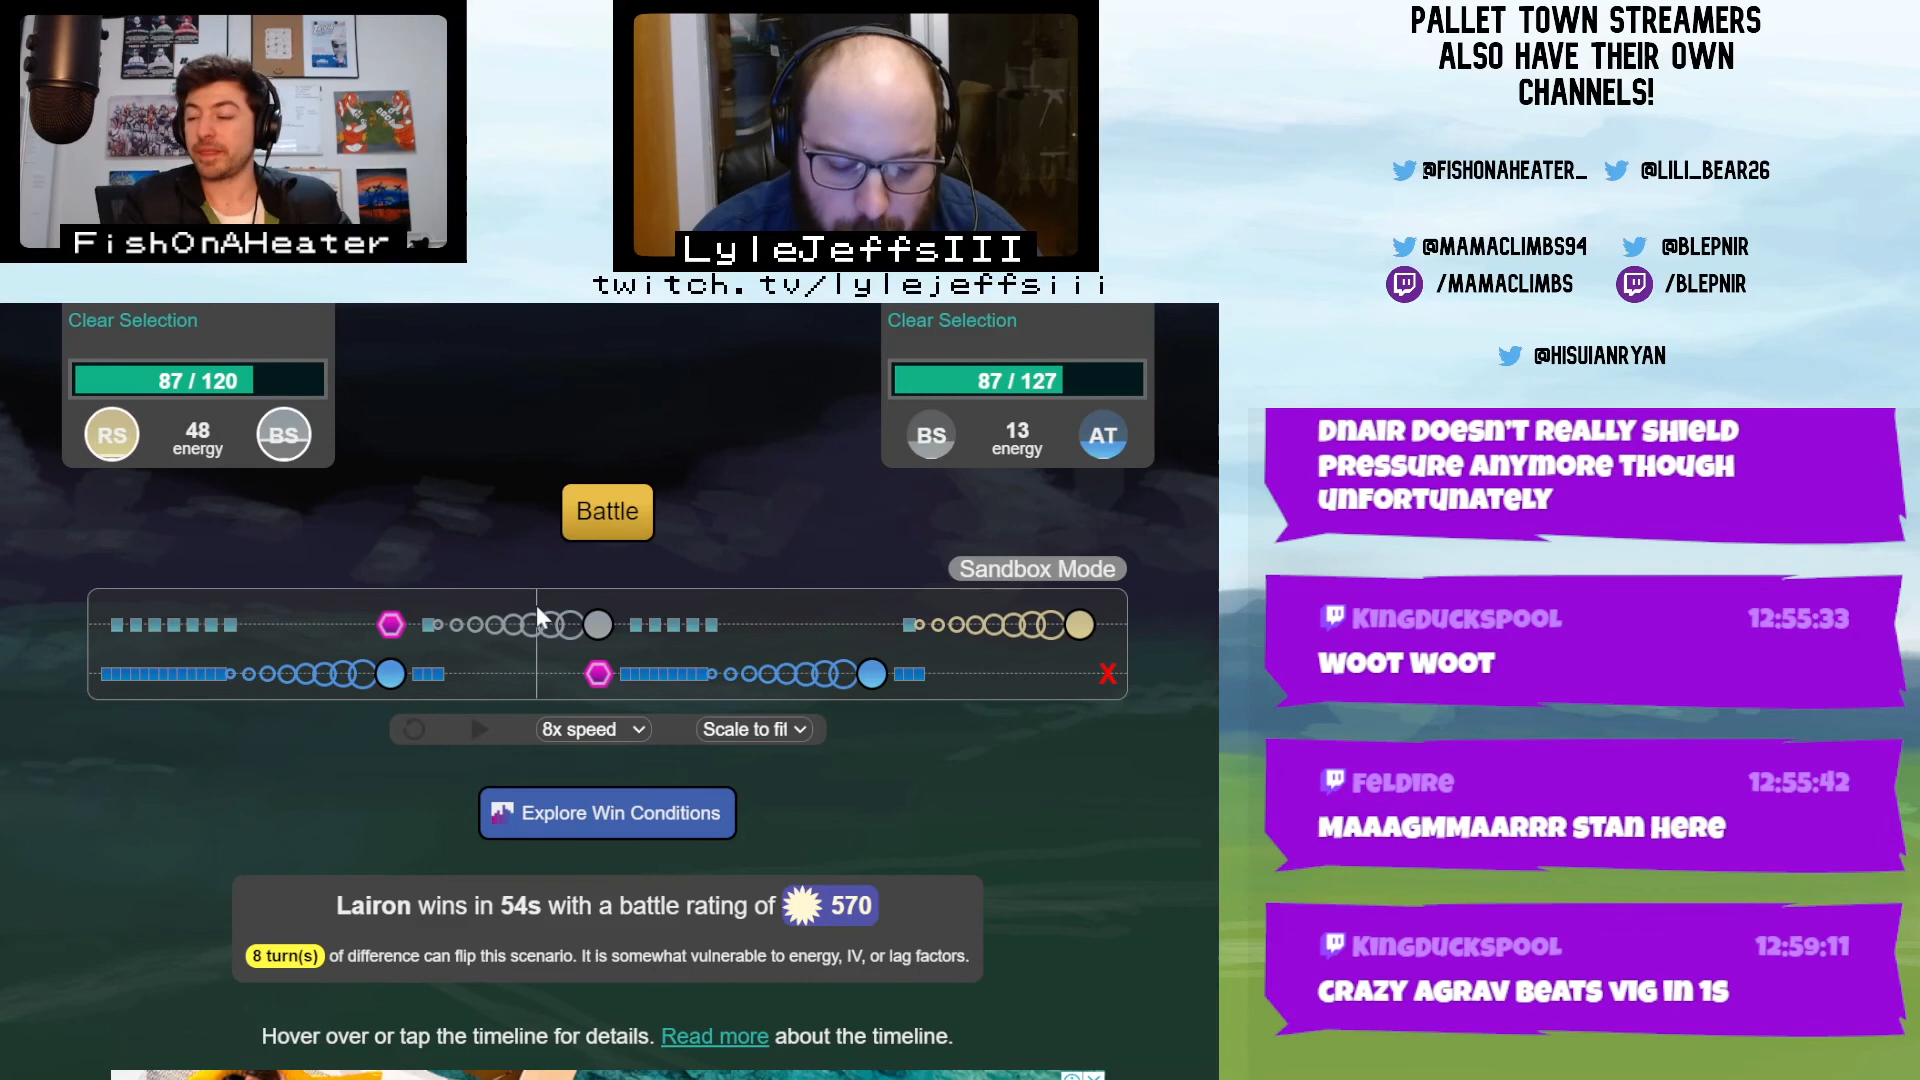 FishOnAHeater
LyleJeffsIII
twitch.tv/lylejeffsiii
PALLET TOWN STREAMERS
ALSO HAVE THEIR OWN
CHANNELS!
@FISHONAHEATER_
@LILI_BEAR26
@MAMACLIMBS94
@BLEPNIR
/MAMACLIMBS
/BLEPNIR
@HISUIANRYAN
Clear Selection
87 / 120
RS
48
energy
BS
Clear Selection
87 / 127
BS
13
energy
AT
Battle
Sandbox Mode
X
8x speed
Scale to fit
Explore Win Conditions
Lairon wins in 54s with a battle rating of 570
8 turn(s) of difference can flip this scenario. It is somewhat vulnerable to energy, IV, or lag factors.
Hover over or tap the timeline for details. Read more about the timeline.
Dnair doesn't really shield
pressure anymore though
unfortunately
Kingduckspool 12:55:33
woot woot
Feldire 12:55:42
Maaagmmaarrr stan here
Kingduckspool 12:59:11
crazy agrav beats vig in 1s